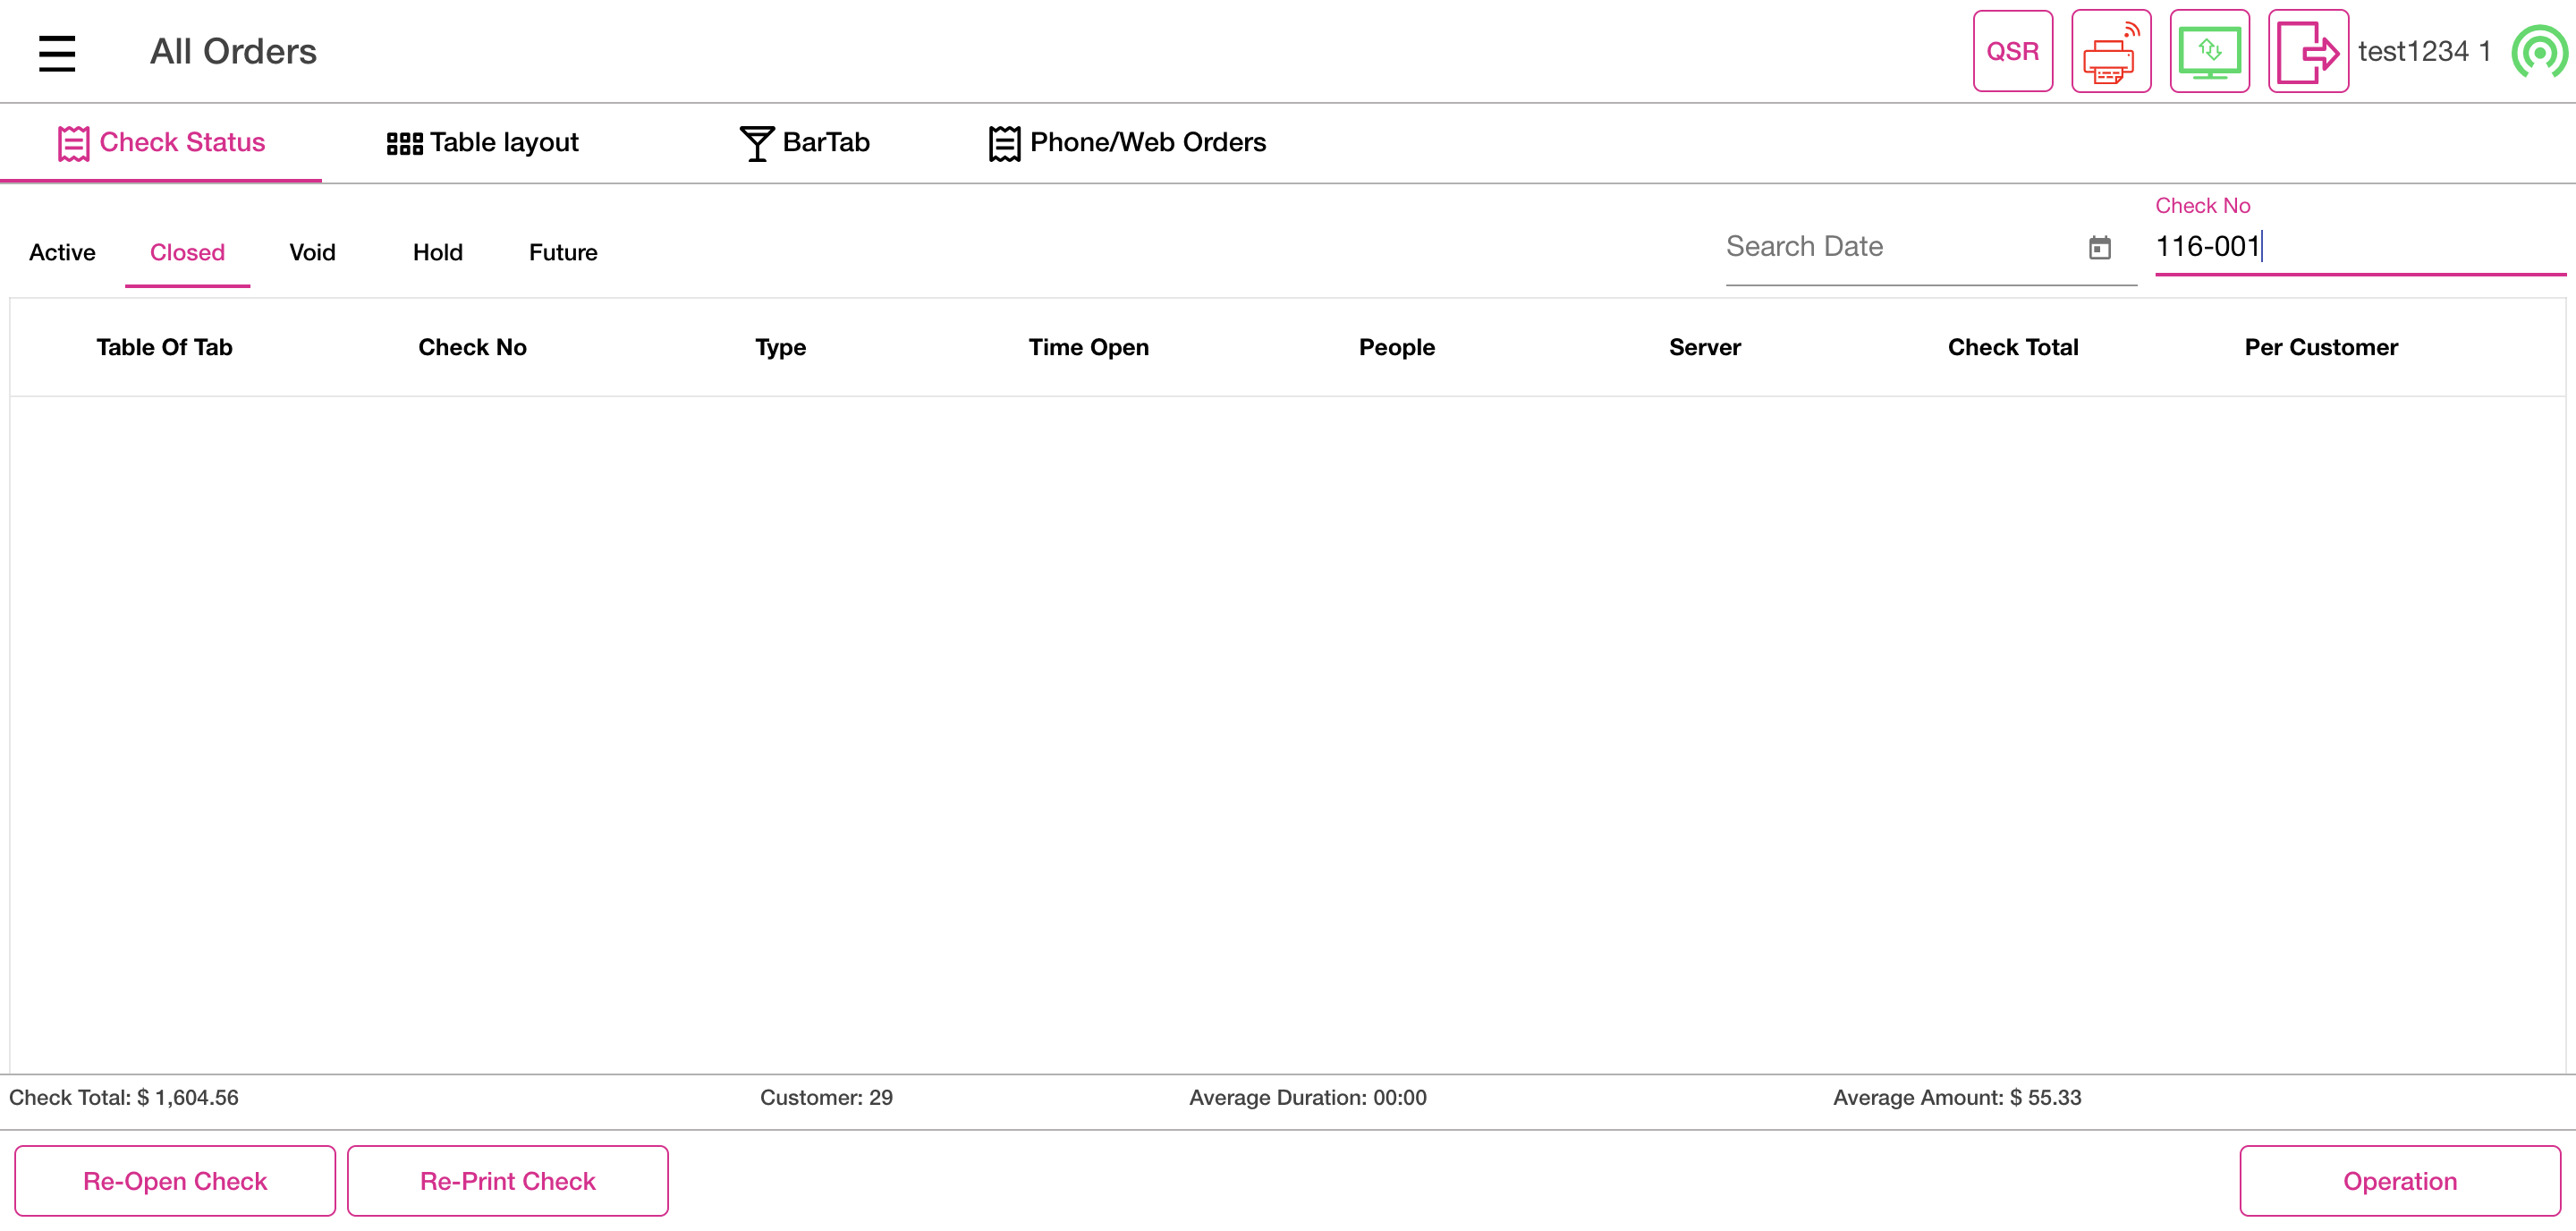 All Orders
QSR
test1234 1
Check Status
Table layout
BarTab
Phone/Web Orders
Active
Closed
Void
Hold
Future
Search Date
Check No
116-001
Table Of Tab
Check No
Type
Time Open
People
Server
Check Total
Per Customer
Check Total: $ 1,604.56
Customer: 29
Average Duration: 00:00
Average Amount: $ 55.33
Re-Open Check
Re-Print Check
Operation